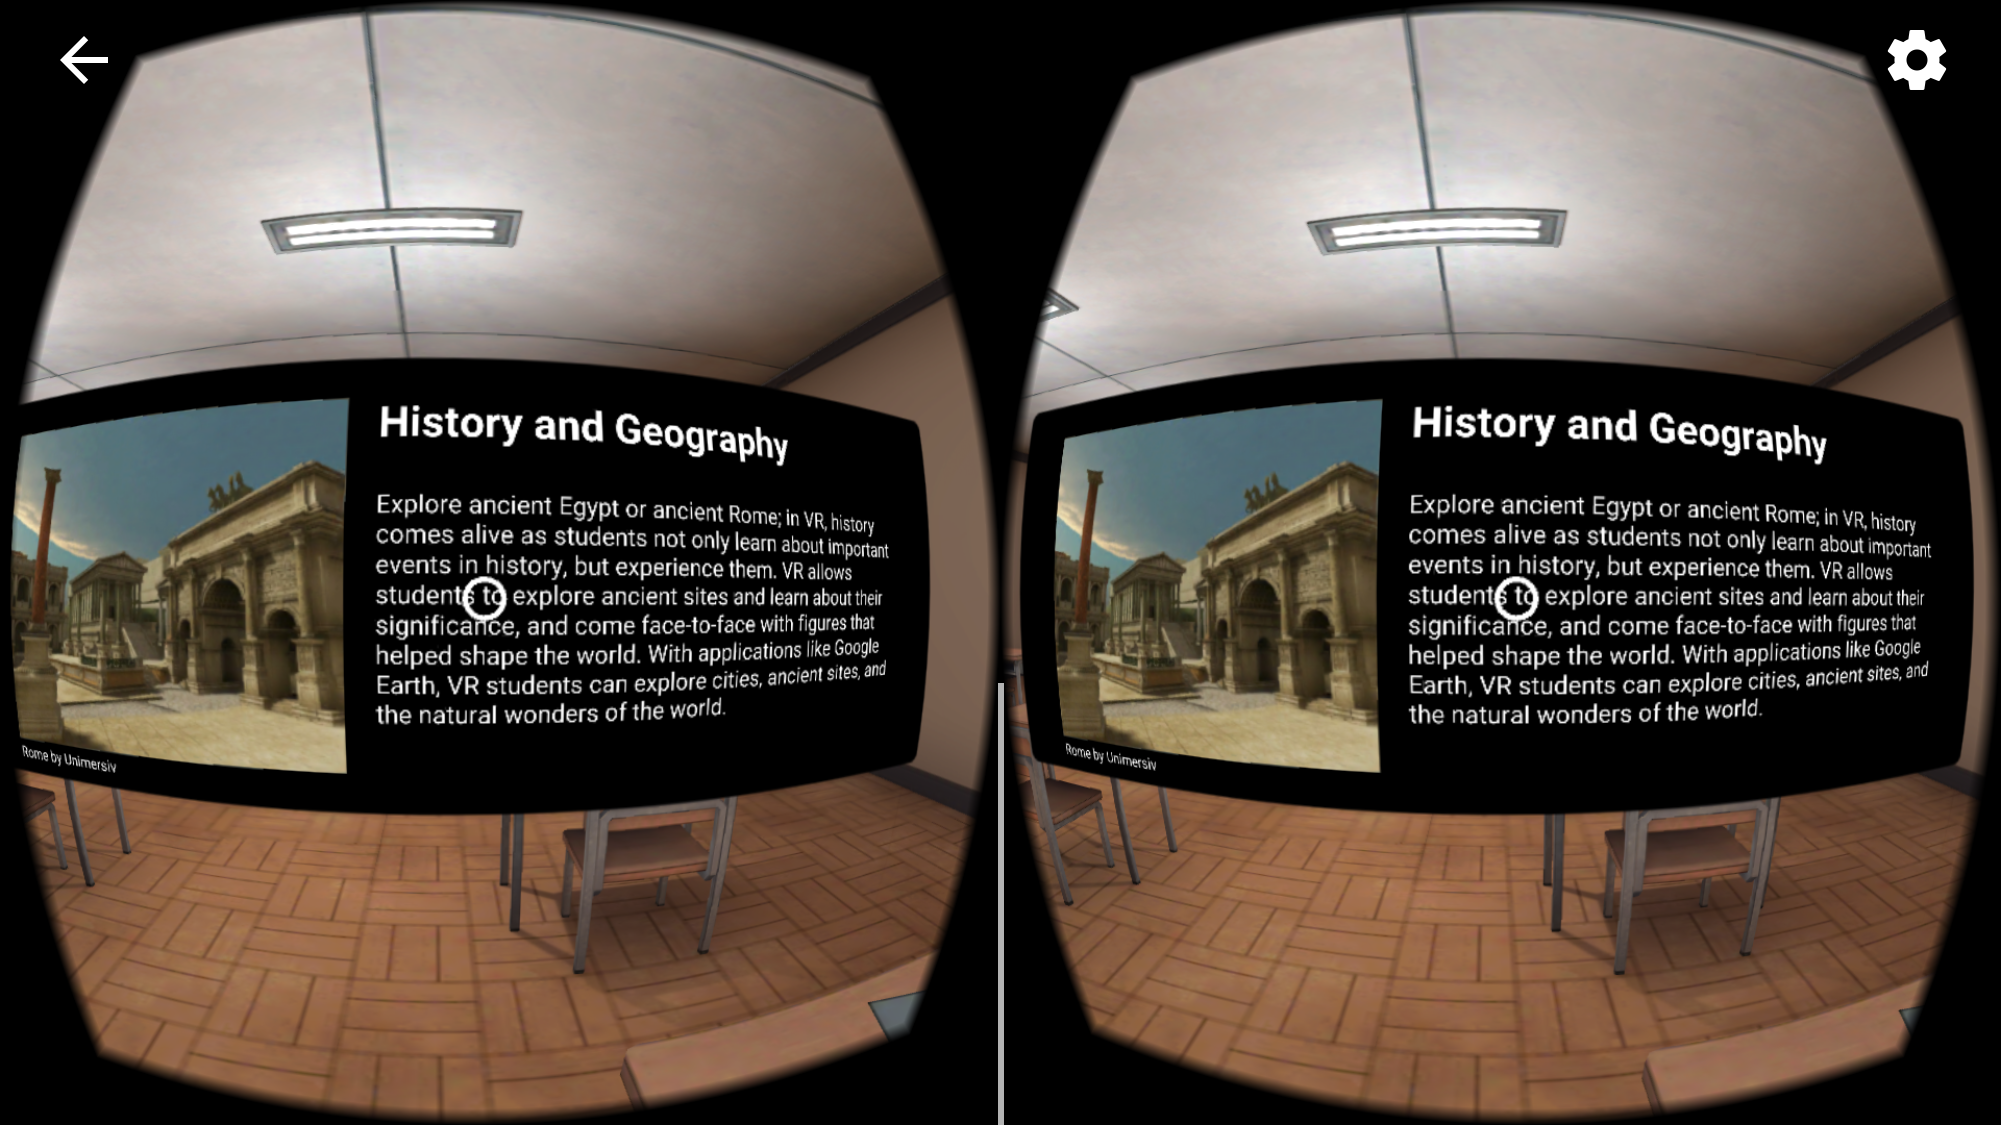 History and Geography
Explore ancient Egypt or ancient Rome; in VR, history
comes alive as students not only learn about important
events in history, but experience them. VR allows
students to explore ancient sites and learn about their
significance, and come face-to-face with figures that
helped shape the world. With applications like Google
Earth, VR students can explore cities, ancient sites, and
the natural wonders of the world.
Rome by Unimersiv
History and Geography
Explore ancient Egypt or ancient Rome; in VR, history
comes alive as students not only learn about important
events in history, but experience them. VR allows
students to explore ancient sites and learn about their
significance, and come face-to-face with figures that
helped shape the world. With applications like Google
Earth, VR students can explore cities, ancient sites, and
the natural wonders of the world.
Rome by Unimersiv